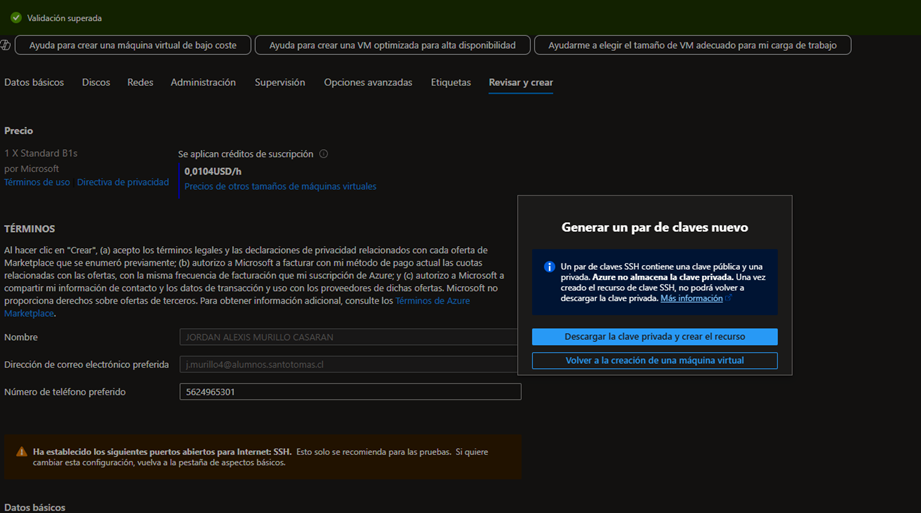 Validación superada
Ayuda para crear una máquina virtual de bajo coste
Ayuda para crear una VM optimizada para alta disponibilidad
Ayudarme a elegir el tamaño de VM adecuado para mi carga de trabajo
Datos básicos Discos Redes Administración Supervisión Opciones avanzadas Etiquetas Revisar y crear
Precio
1 X Standard B1s
por Microsoft
Términos de uso Directiva de privacidad
Se aplican créditos de suscripción
0,0104USD/h
Precios de otros tamaños de máquinas virtuales
TÉRMINOS
Al hacer clic en "Crear", (a) acepto los términos legales y las declaraciones de privacidad relacionados con cada oferta de
Marketplace que se enumeró previamente; (b) autorizo a Microsoft a facturar con mi método de pago actual las cuotas
relacionadas con las ofertas, con la misma frecuencia de facturación que mi suscripción de Azure; y (c) autorizo a Microsoft a
compartir mi información de contacto y los datos de transacción y uso con los proveedores de dichas ofertas. Microsoft no
proporciona derechos sobre ofertas de terceros. Para obtener información adicional, consulte los Términos de Azure
Marketplace.
Nombre
JORDAN ALEXIS MURILLO CASARAN
Dirección de correo electrónico preferida
j.murillo4@alumnos.santotomas.cl
Número de teléfono preferido
5624965301
Ha establecido los siguientes puertos abiertos para Internet: SSH. Esto solo se recomienda para las pruebas. Si quiere
cambiar esta configuración, vuelva a la pestaña de aspectos básicos.
Datos básicos
Generar un par de claves nuevo
Un par de claves SSH contiene una clave pública y una
privada. Azure no almacena la clave privada. Una vez
creado el recurso de clave SSH, no podrá volver a
descargar la clave privada. Más información
Descargar la clave privada y crear el recurso
Volver a la creación de una máquina virtual